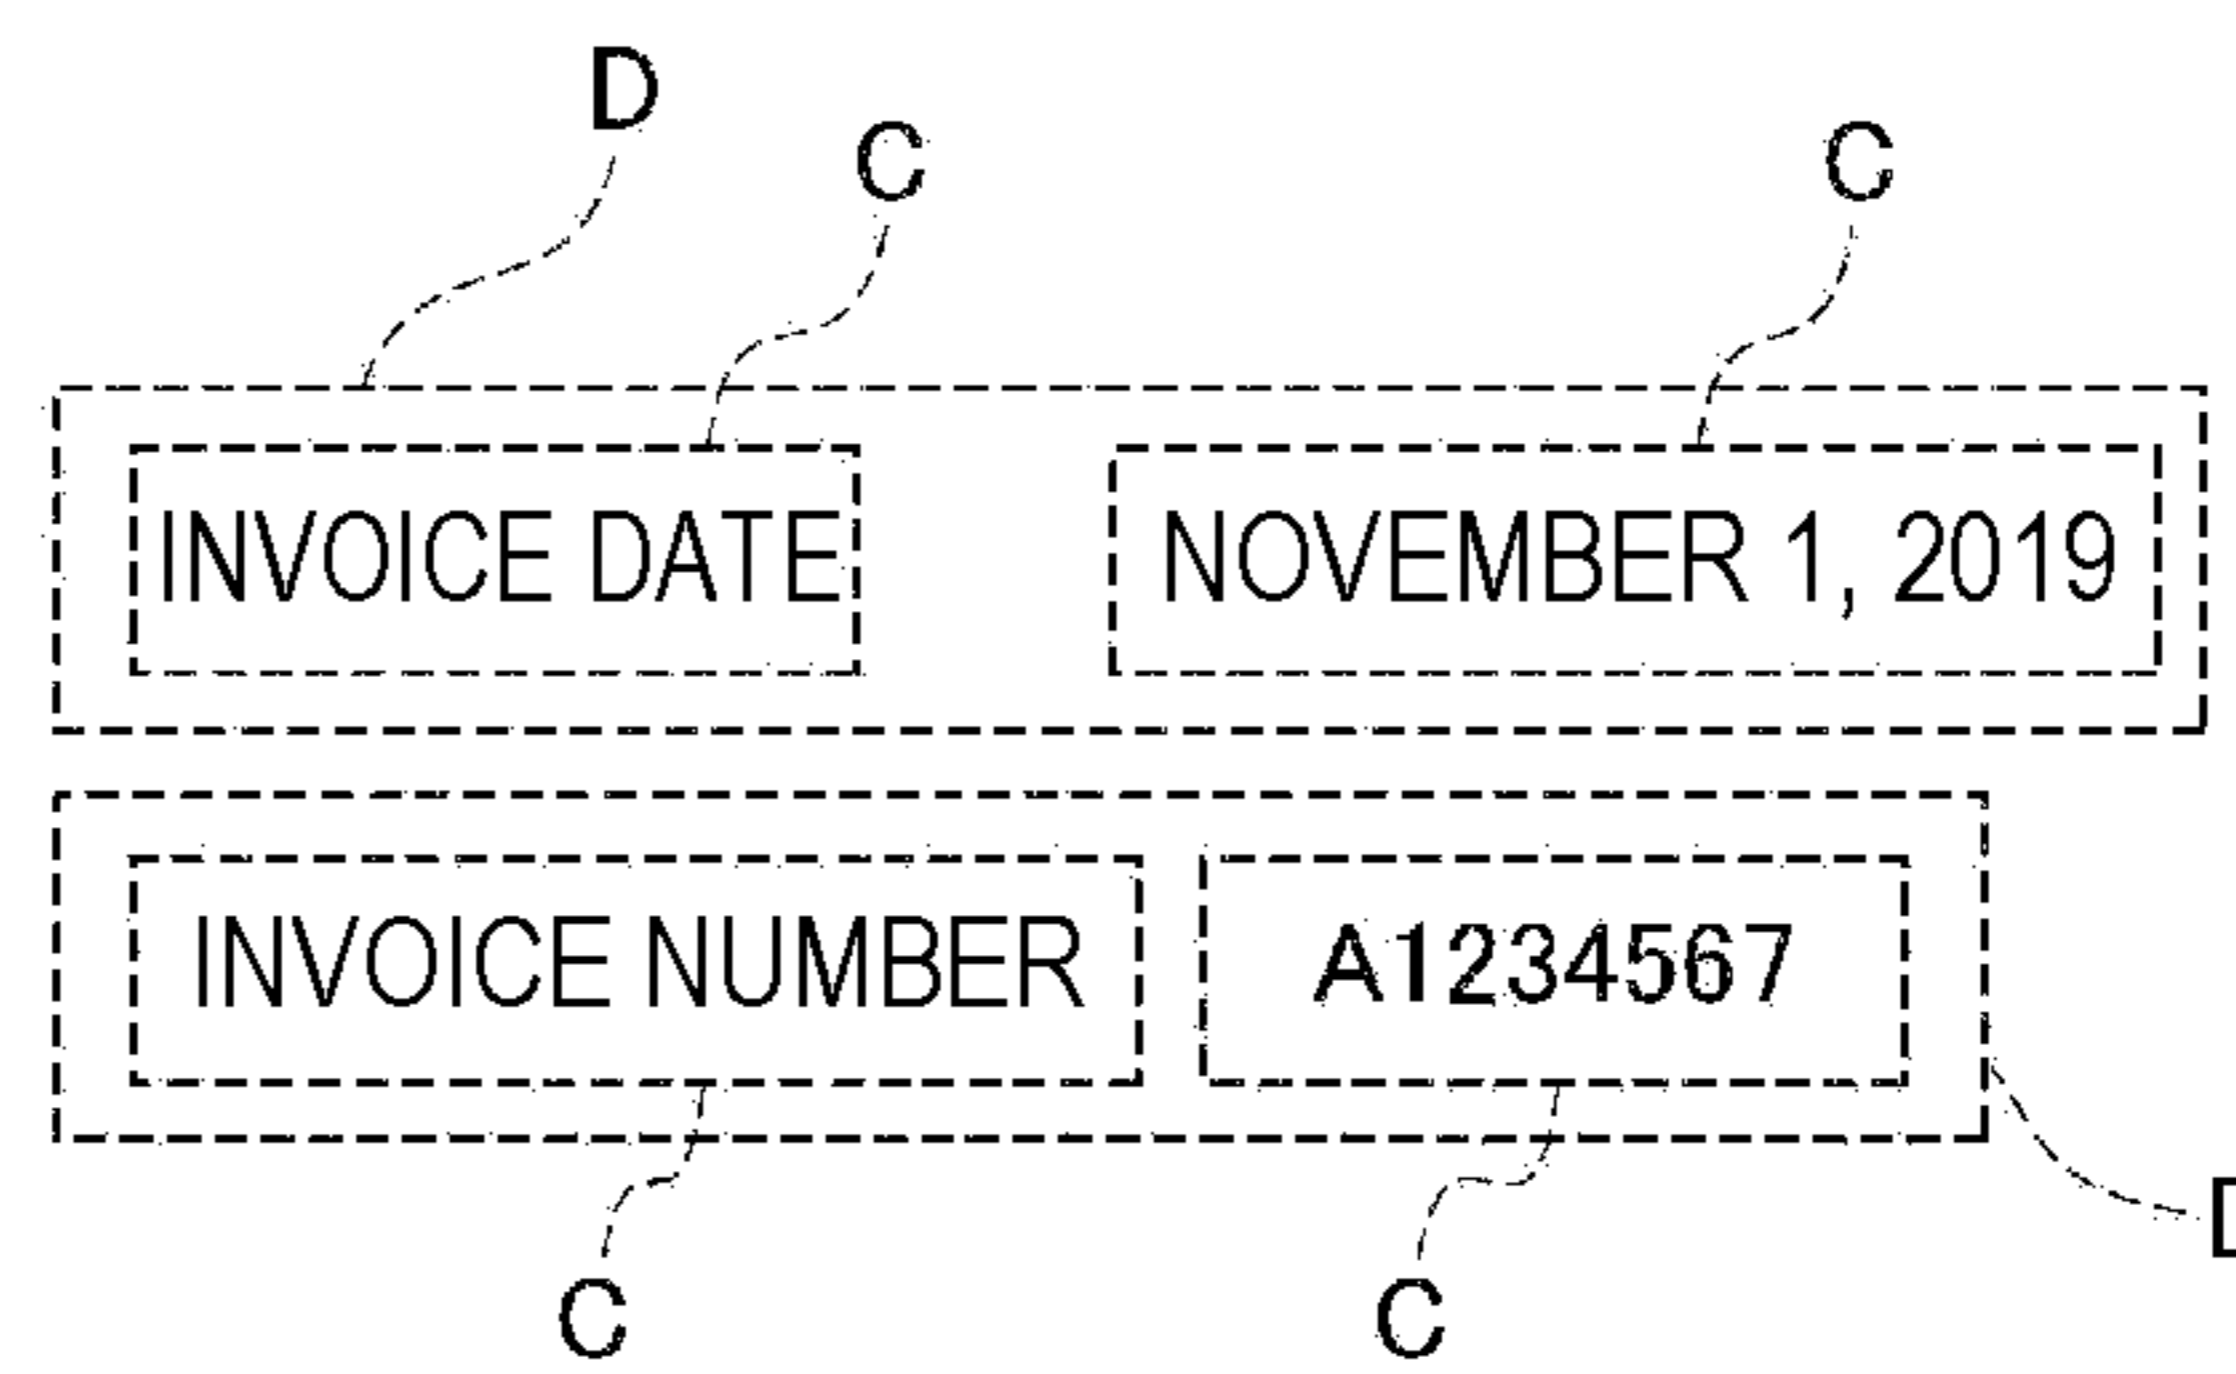 D
C C
INVOICE DATE NOVEMBER 1, 2019
INVOICE NUMBER A1234567
D
C C